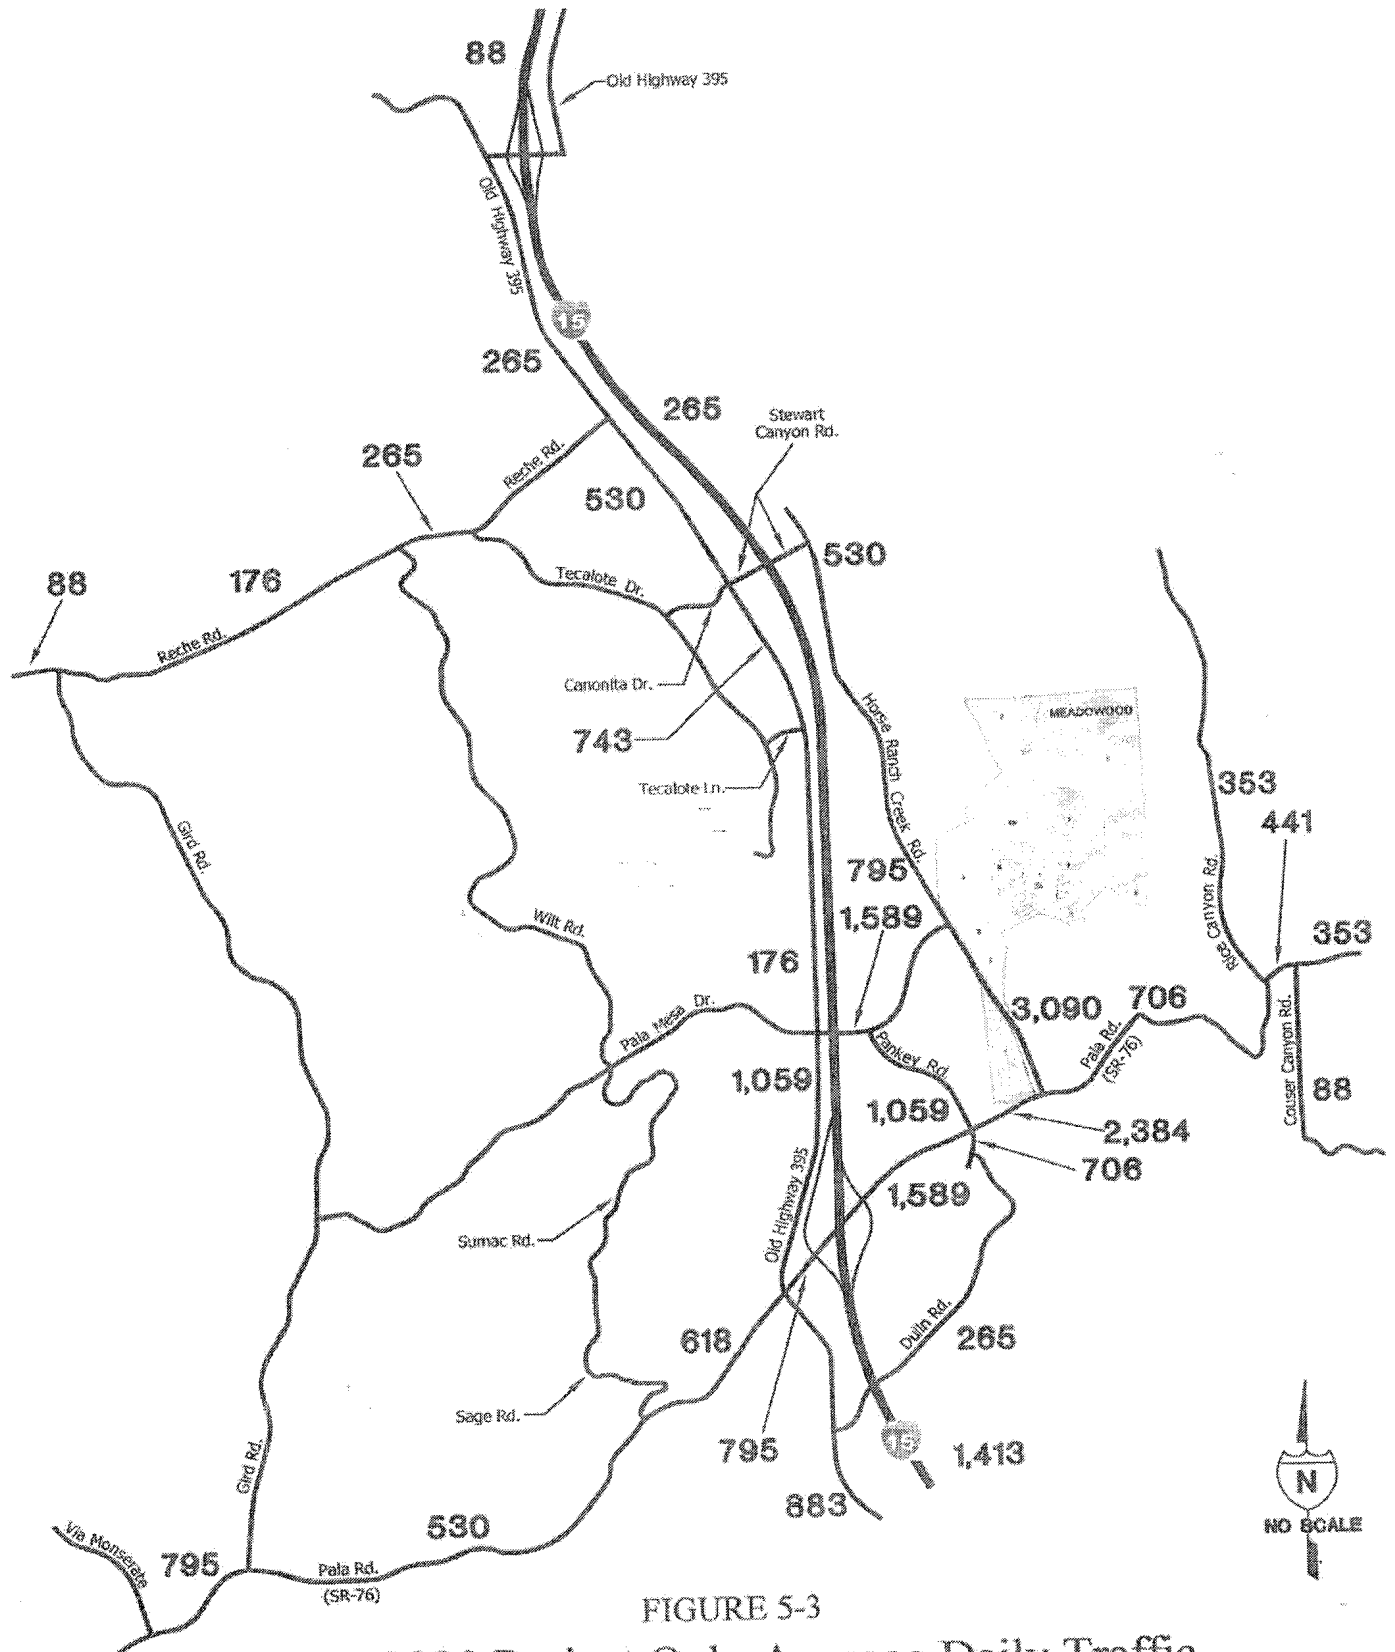 88
Old Highway 395
Old Highway 395
15
265
265
Stewart
Canyon Rd.
265
Reche Rd.
530
530
88
176
Tecalote Dr.
Reche Rd.
Canonita Dr.
Horse Ranch Creek Rd.
MEADOWOOD
743
Tecalote Ln.
353
441
Gird Rd.
795
Rice Canyon Rd.
1,589
Wilt Rd.
353
176
Pala Mesa Dr.
3,090
706
Pala Rd.
(SR-76)
Pankey Rd.
Couser Canyon Rd.
1,059
88
1,059
2,384
706
1,589
Old Highway 395
Sumac Rd.
Dulin Rd.
265
618
Sage Rd.
795
15
1,413
Gird Rd.
883
N
NO SCALE
530
Via Monserate
795
Pala Rd.
(SR-76)
FIGURE 5-3
Average Daily Traffic